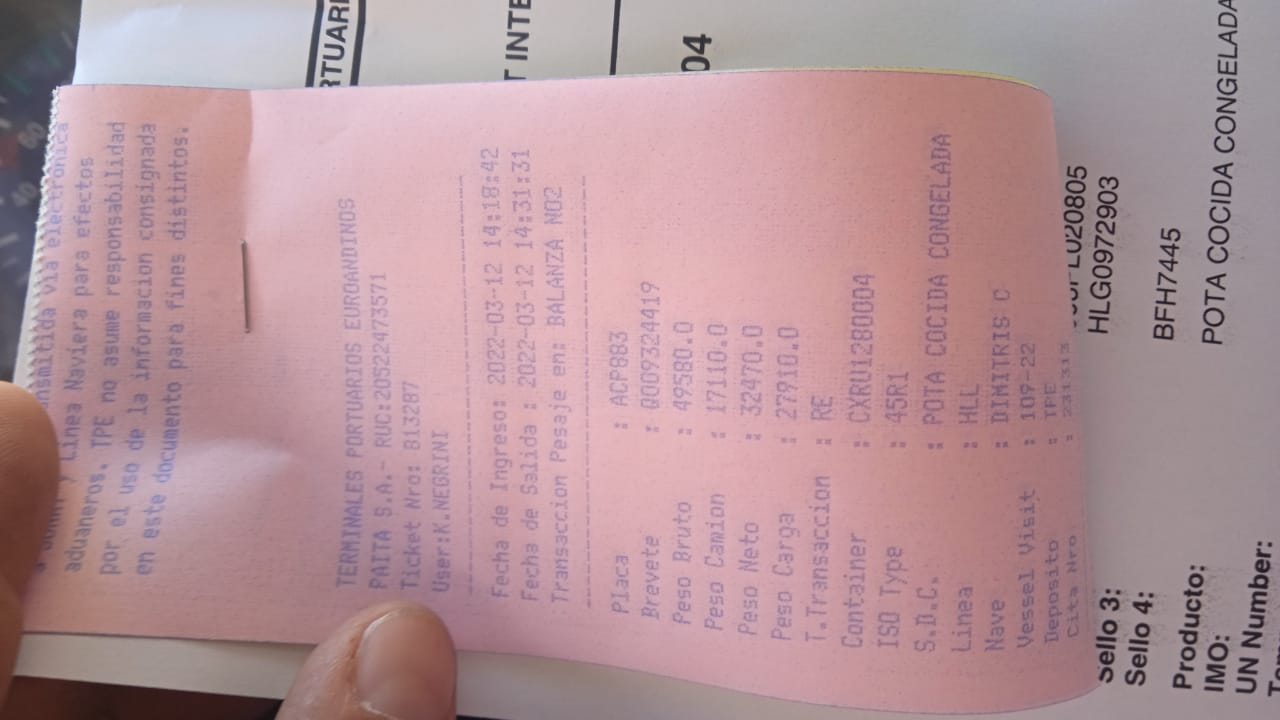 transmitida via electronica
y Linea Naviera para efectos
aduaneros. TPE no asume responsabilidad
por el uso de la informacion consignada
en este documento para fines distintos.
TERMINALES PORTUARIOS EUROANDINOS
PAITA S.A.- RUC:20522473571
Ticket Nro: 813287
User:K.NEGRINI
Fecha de Ingreso: 2022-03-12 14:18:42
Fecha de Salida : 2022-03-12 14:31:31
Transaccion Pesaje en: BALANZA NO2
Placa : ACP883
Brevete : Q009324419
Peso Bruto : 49580.0
Peso Camion : 17110.0
Peso Neto : 32470.0
Peso Carga : 27910.0
T.Transaccion : RE
Container : CXRU1280004
ISO Type : 45R1
S.D.C. : POTA COCIDA CONGELADA
Linea : HLL
Nave : DIMITRIS C
Vessel Visit : 109-22
Deposito : TPE
Cita Nro. : 231313
RTUARI
T INTE
04
LU20805
Sello 3: HLG0972903
Sello 4:
Producto: BFH7445
IMO: POTA COCIDA CONGELADA
UN Number: